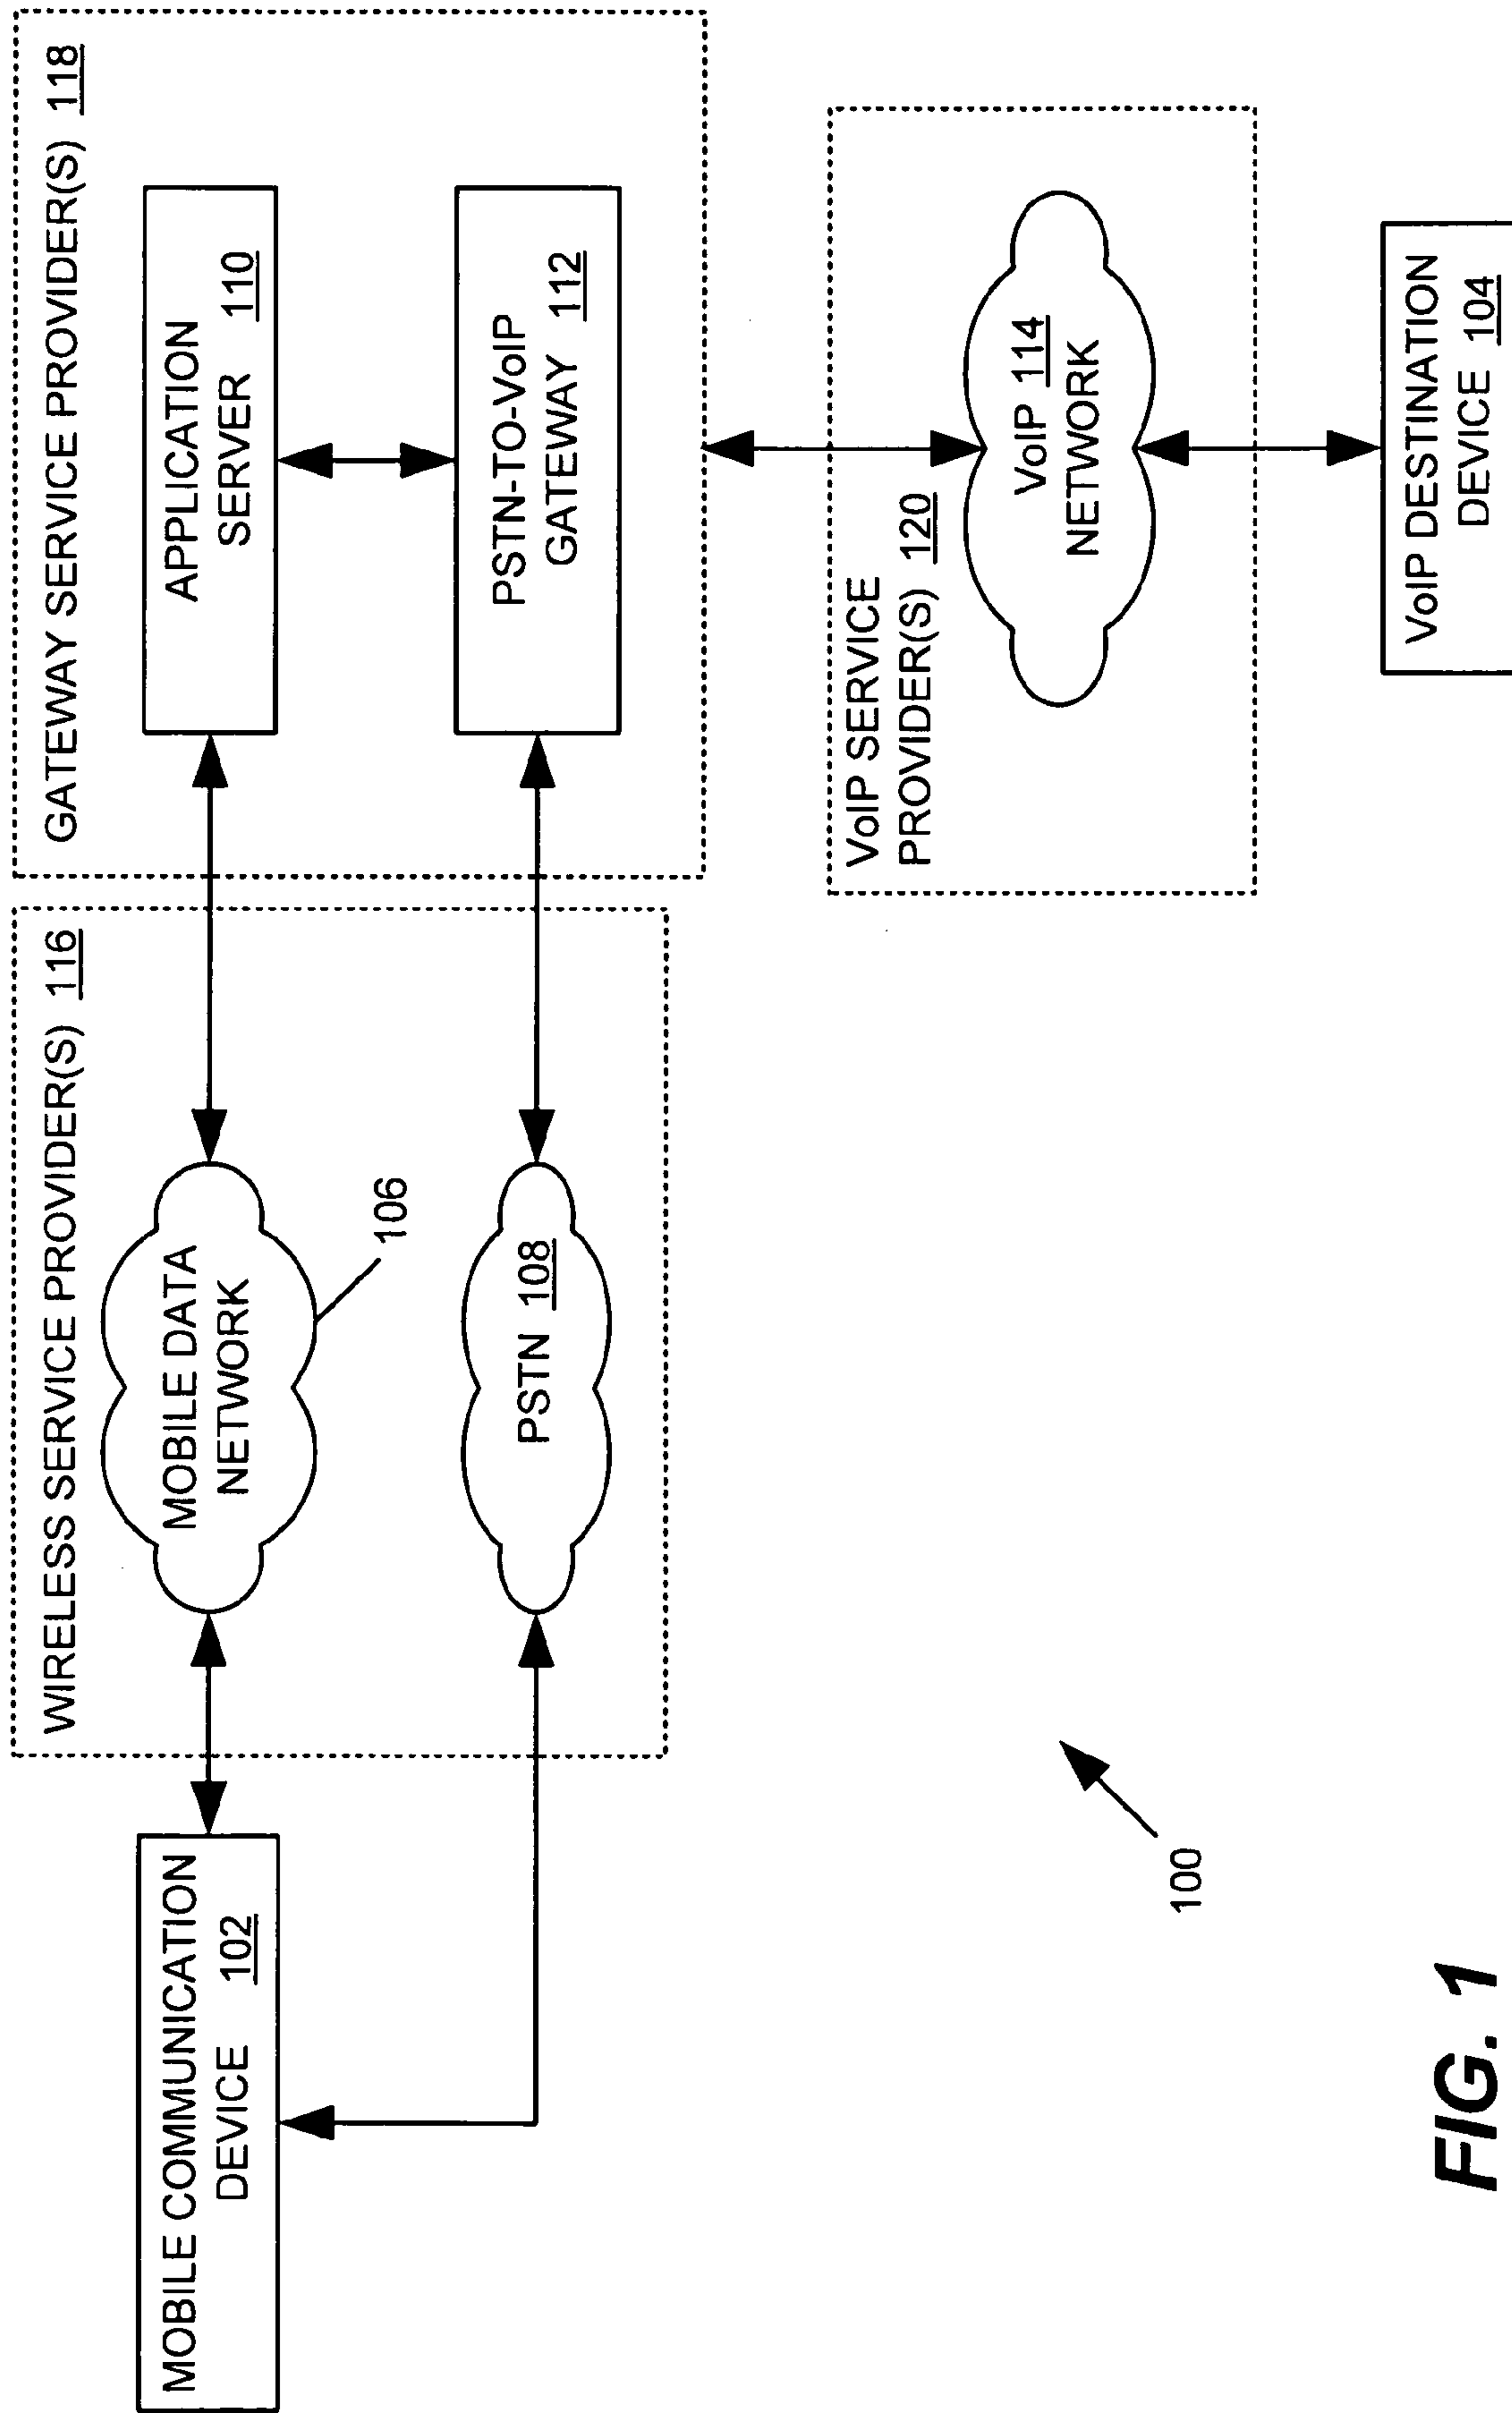 WIRELESS SERVICE PROVIDER(S) 116
GATEWAY SERVICE PROVIDER(S) 118
MOBILE COMMUNICATION
DEVICE 102
MOBILE DATA
NETWORK
106
APPLICATION
SERVER 110
PSTN 108
PSTN-TO-VoIP
GATEWAY 112
VoIP SERVICE
PROVIDER(S) 120
VoIP 114
NETWORK
100
VoIP DESTINATION
DEVICE 104
FIG. 1